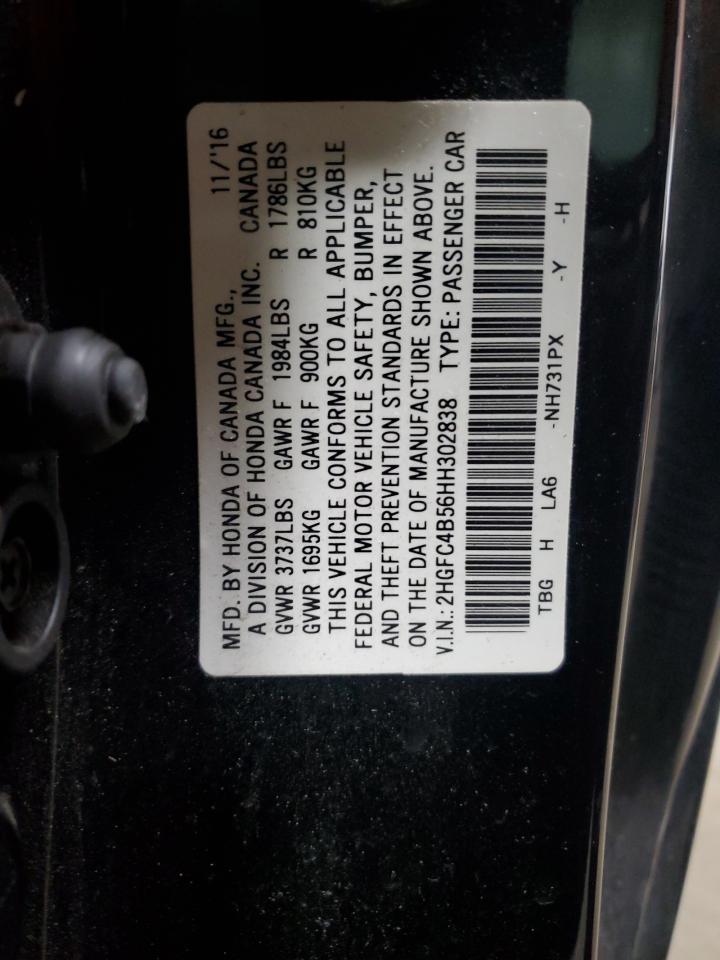 MFD. BY HONDA OF CANADA MFG., 11/'16
A DIVISION OF HONDA CANADA INC. CANADA
GVWR 3737LBS GAWR F 1984LBS R 1786LBS
GVWR 1695KG GAWR F 900KG R 810KG
THIS VEHICLE CONFORMS TO ALL APPLICABLE
FEDERAL MOTOR VEHICLE SAFETY, BUMPER,
AND THEFT PREVENTION STANDARDS IN EFFECT
ON THE DATE OF MANUFACTURE SHOWN ABOVE.
V.I.N.: 2HGFC4B56HH302838 TYPE: PASSENGER CAR
TBG H LA6 -NH731PX -Y -H